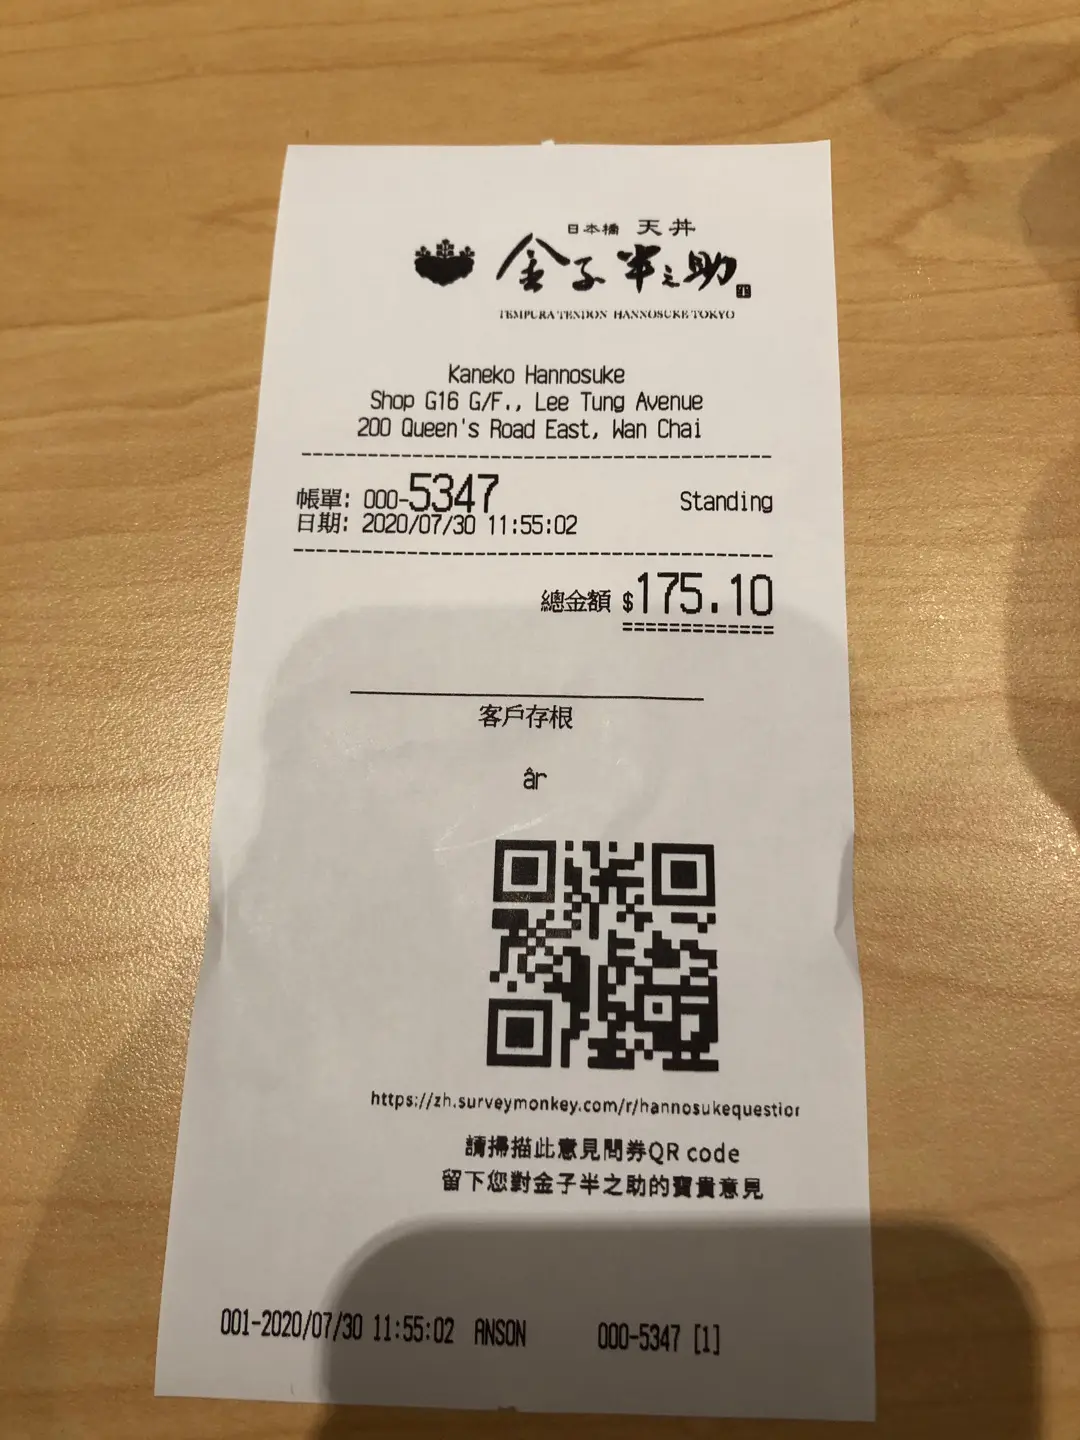 日本橋 天丼
金子半之助
TEMPURA TENDON HANNOSUKE TOKYO
Kaneko Hannosuke
Shop G16 G/F., Lee Tung Avenue
200 Queen's Road East, Wan Chai
帳單: 000-5347 Standing
日期: 2020/07/30 11:55:02
總金額 $175.10
客戶存根
âr
https://zh.surveymonkey.com/r/hannosukequestior
請掃描此意見問券QR code
留下您對金子半之助的寶貴意見
001-2020/07/30 11:55:02 ANSON 000-5347 [1]